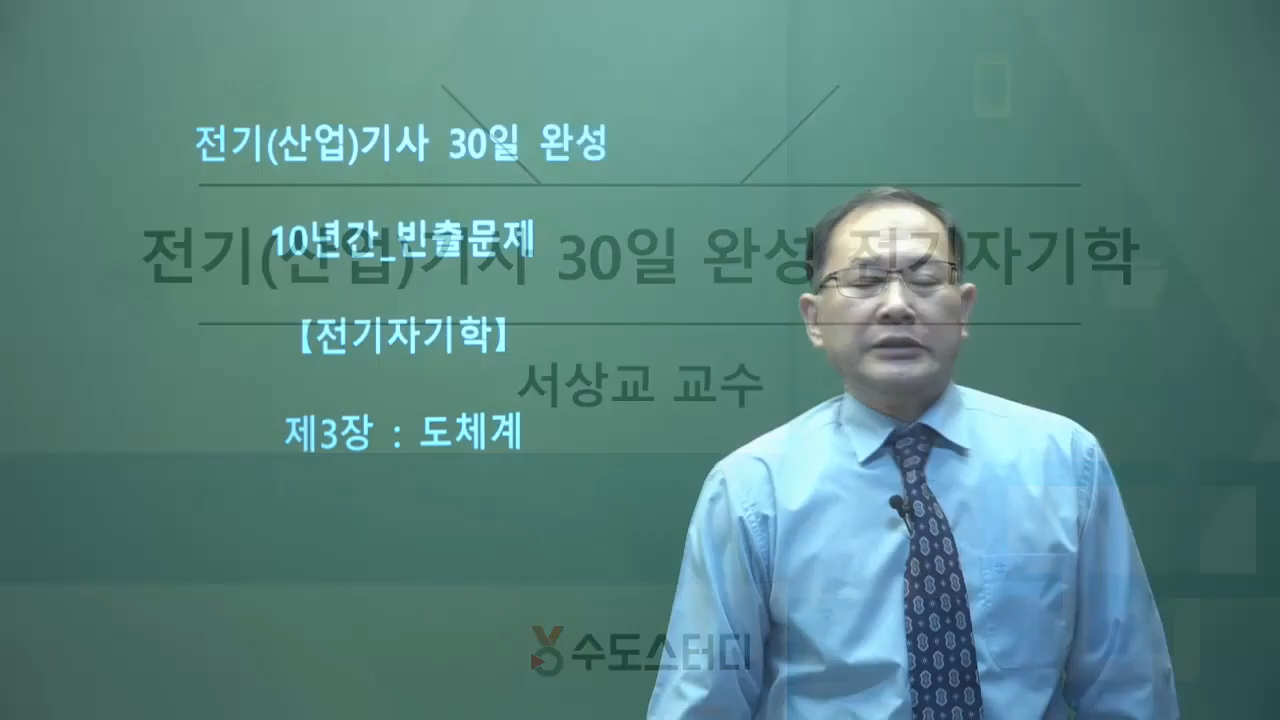 전기(산업)기사 30일 완성
10년간_빈출문제
전기(산업)기사 30일 완성 전기자기학
【전기자기학】
서상교 교수
제3장 : 도체계
수도스터디